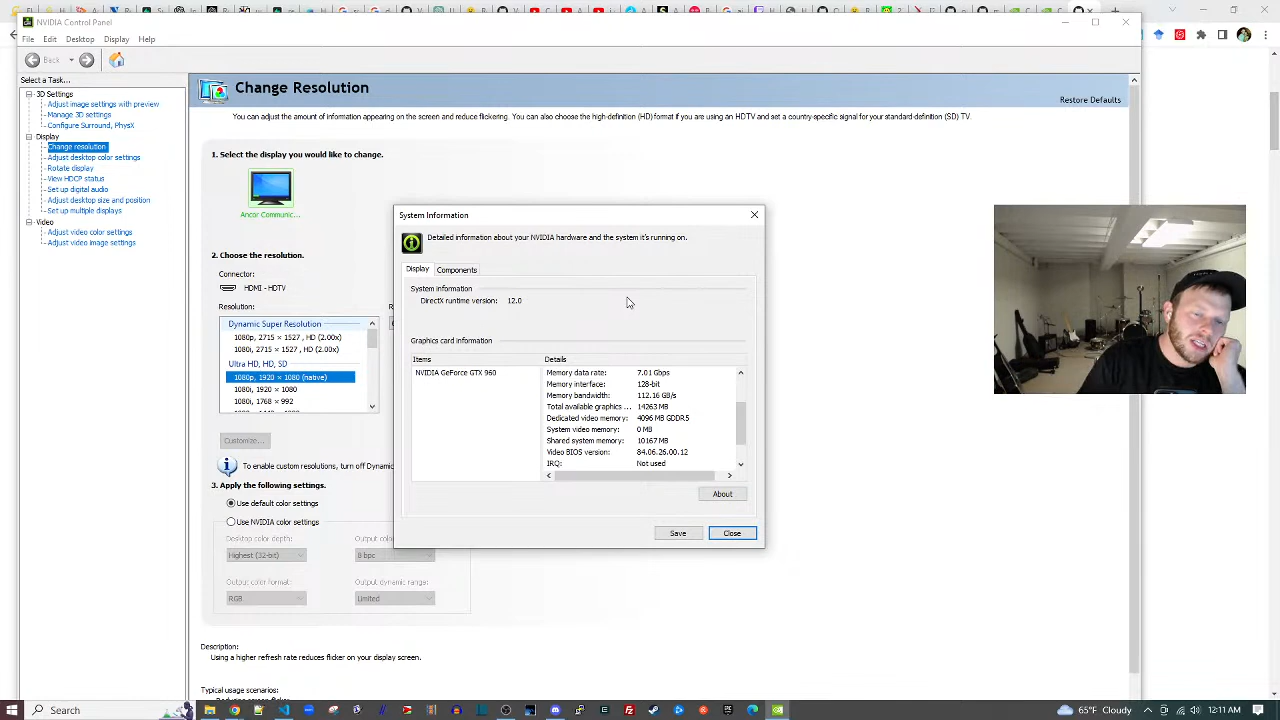 NVIDIA Control Panel
File Edit Desktop Display Help
Back
Select a Task...
3D Settings
Adjust image settings with preview
Manage 3D settings
Configure Surround, PhysX
Display
Change resolution
Adjust desktop color settings
Rotate display
View HDCP status
Set up digital audio
Adjust desktop size and position
Set up multiple displays
Video
Adjust video color settings
Adjust video image settings
Change Resolution
Restore Defaults
You can adjust the amount of information appearing on the screen and reduce flickering. You can also choose the high-definition (HD) format if you are using an HDTV and set a country-specific signal for your standard-definition (SD) TV.
1. Select the display you would like to change.
Ancor Communic...
2. Choose the resolution.
Connector:
HDMI - HDTV
Resolution:
Dynamic Super Resolution
1080p, 2715 × 1527, HD (2.00x)
1080i, 2715 × 1527, HD (2.00x)
Ultra HD, HD, SD
1080p, 1920 × 1080 (native)
1080i, 1920 × 1080
1080i, 1768 × 992
Customize...
To enable custom resolutions, turn off Dynamic
3. Apply the following settings.
Use default color settings
Use NVIDIA color settings
Desktop color depth:
Output col
Highest (32-bit)
8 bpc
Output color format:
Output dynamic range:
RGB
Limited
Description:
Using a higher refresh rate reduces flicker on your display screen.
Typical usage scenarios:
System Information
Detailed information about your NVIDIA hardware and the system it's running on.
Display Components
System information
DirectX runtime version: 12.0
Graphics card information
Items Details
NVIDIA GeForce GTX 960
Memory data rate: 7.01 Gbps
Memory interface: 128-bit
Memory bandwidth: 112.16 GB/s
Total available graphics ... 14263 MB
Dedicated video memory: 4096 MB GDDR5
System video memory: 0 MB
Shared system memory: 10167 MB
Video BIOS version: 84.06.26.00.12
IRQ: Not used
About
Save Close
Search
65°F Cloudy
12:11 AM